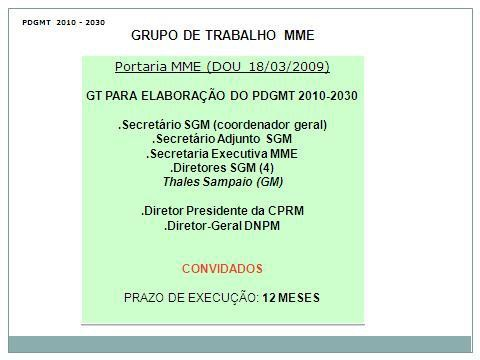 PDGMT 2010 - 2030
GRUPO DE TRABALHO MME
Portaria MME (DOU 18/03/2009)
GT PARA ELABORAÇÃO DO PDGMT 2010-2030
.Secretário SGM (coordenador geral)
.Secretário Adjunto SGM
.Secretaria Executiva MME
.Diretores SGM (4)
Thales Sampaio (GM)
.Diretor Presidente da CPRM
.Diretor-Geral DNPM
CONVIDADOS
PRAZO DE EXECUÇÃO: 12 MESES